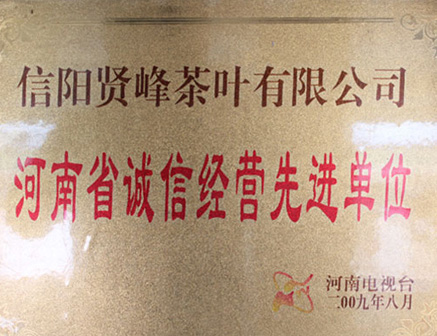 信阳贤峰茶叶有限公司
河南省诚信经营先进单位
河南电视台
二00九年八月